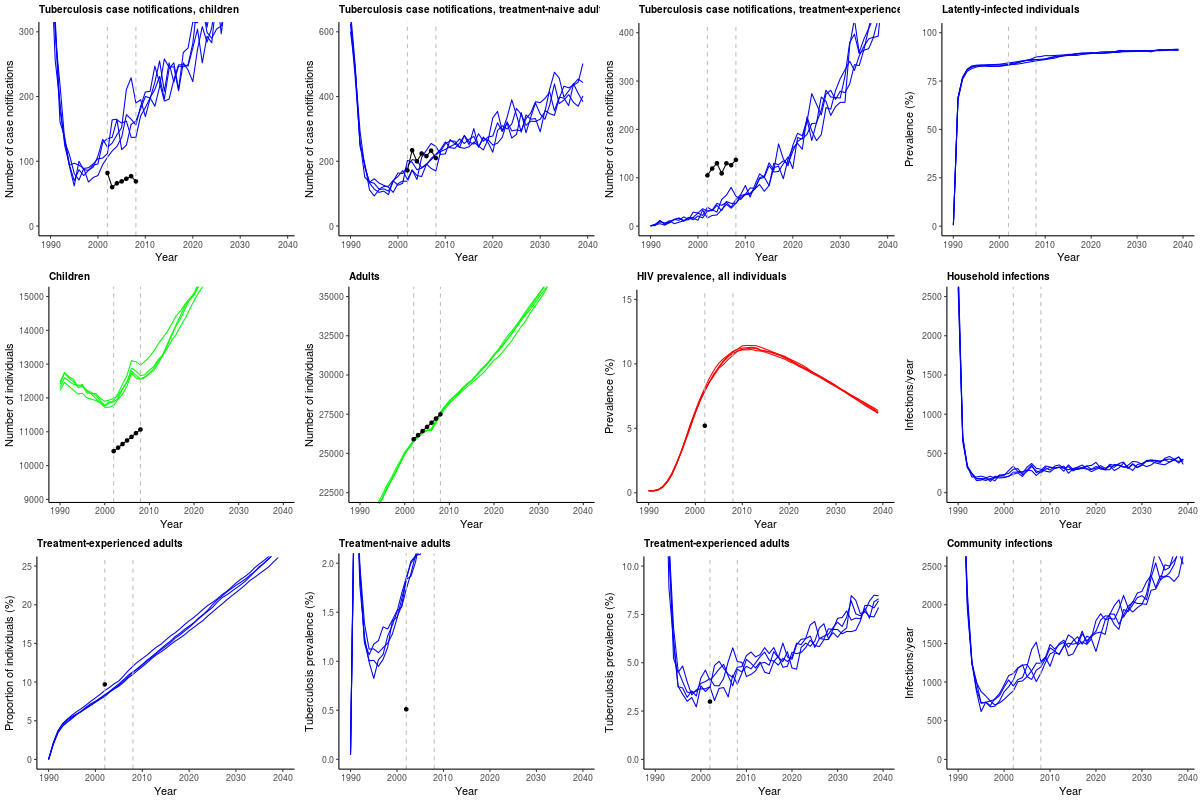 Tuberculosis case notifications, children
Number of case notifications
300
200
100
0
1990 2000 2010 2020 2030 2040
Year
Tuberculosis case notifications, treatment-naive adul
Number of case notifications
600
400
200
0
1990 2000 2010 2020 2030 2040
Year
Tuberculosis case notifications, treatment-experience
Number of case notifications
400
300
200
100
0
1990 2000 2010 2020 2030 2040
Year
Latently-infected individuals
Prevalence (%)
100
75
50
25
0
1990 2000 2010 2020 2030 2040
Year
Children
Number of individuals
15000
14000
13000
12000
11000
10000
9000
1990 2000 2010 2020 2030 2040
Year
Adults
Number of individuals
35000
32500
30000
27500
25000
22500
1990 2000 2010 2020 2030 2040
Year
HIV prevalence, all individuals
Prevalence (%)
15
10
5
0
1990 2000 2010 2020 2030 2040
Year
Household infections
Infections/year
2500
2000
1500
1000
500
0
1990 2000 2010 2020 2030 2040
Year
Treatment-experienced adults
Proportion of individuals (%)
25
20
15
10
5
0
1990 2000 2010 2020 2030 2040
Year
Treatment-naive adults
Tuberculosis prevalence (%)
2.0
1.5
1.0
0.5
0.0
1990 2000 2010 2020 2030 2040
Year
Treatment-experienced adults
Tuberculosis prevalence (%)
10.0
7.5
5.0
2.5
0.0
1990 2000 2010 2020 2030 2040
Year
Community infections
Infections/year
2500
2000
1500
1000
500
0
1990 2000 2010 2020 2030 2040
Year